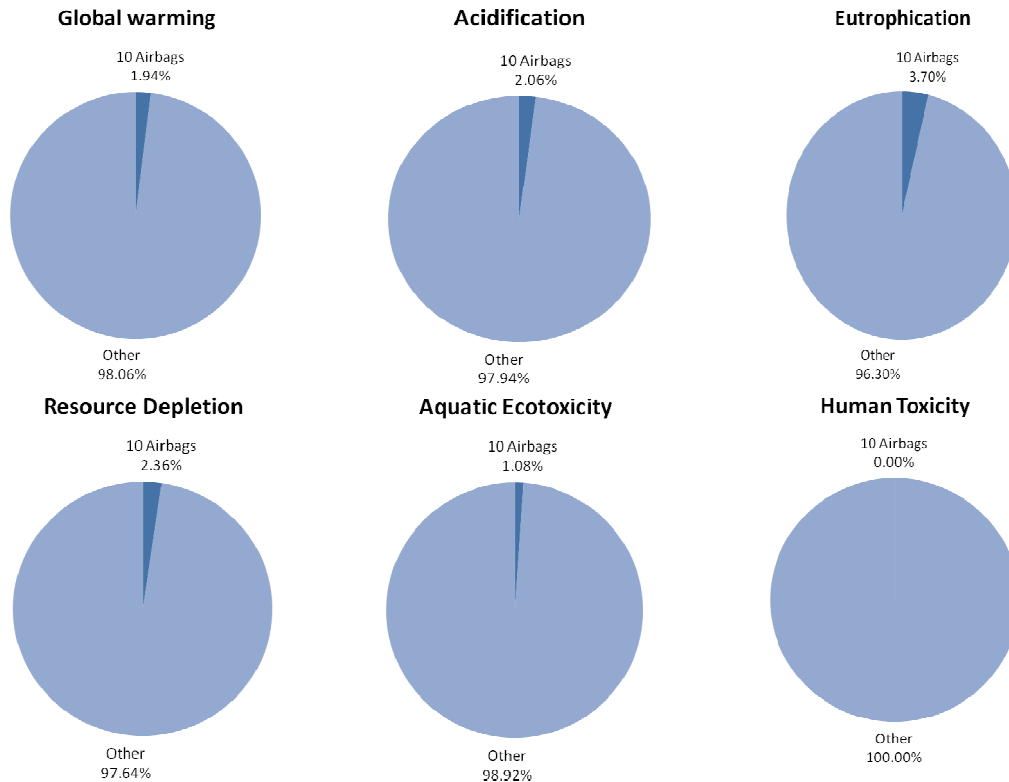 Global warming
10 Airbags
1.94%
Other
98.06%
Acidification
10 Airbags
2.06%
Other
97.94%
Eutrophication
10 Airbags
3.70%
Other
96.30%
Resource Depletion
10 Airbags
2.36%
Other
97.64%
Aquatic Ecotoxicity
10 Airbags
1.08%
Other
98.92%
Human Toxicity
10 Airbags
0.00%
Other
100.00%